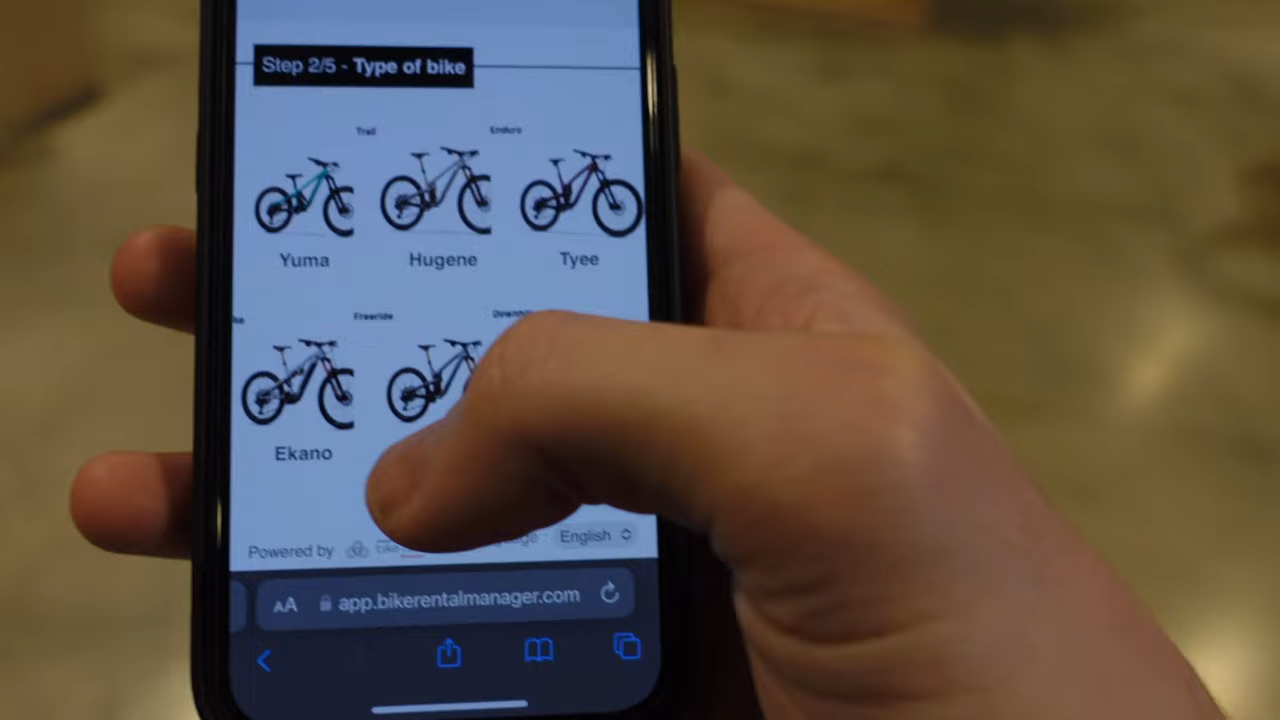 Step 2/5 - Type of bike
Trail
Enduro
Yuma
Hugene
Tyee
Freeride
Ekano
Powered by
bike
English
AA
app.bikerentalmanager.com